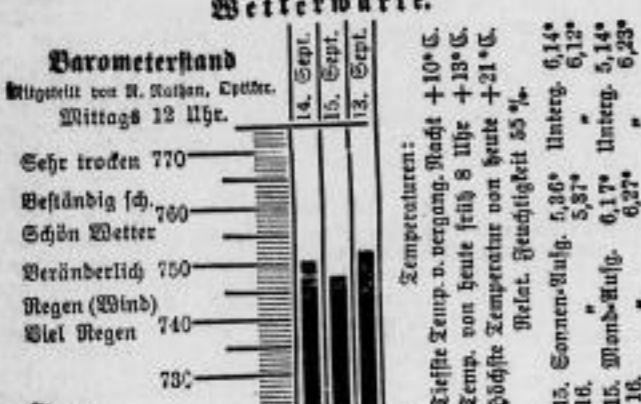 Wetterwarte.
Barometerstand
Mitgeteilt von R. Nathan, Optiker.
Mittags 12 Uhr.
14. Sept.
15. Sept.
13. Sept.
Sehr trocken 770
Beständig sch. 760
Schön Wetter
Veränderlich 750
Regen (Wind)
Viel Regen 740
730
Temperaturen:
Tiefste Temp. v. vergang. Nacht +10° C.
Temp. von heute früh 8 Uhr +13° C.
Höchste Temperatur von heute +21° C.
Relat. Feuchtigkeit 55 %.
15. Sonnen-Aufg. 5,36* Unterg. 6,14*
16. " 5,37* " 6,12*
15. Mond-Aufg. 6,17* Unterg. 5,14*
16. " 6,27* " 6,23*